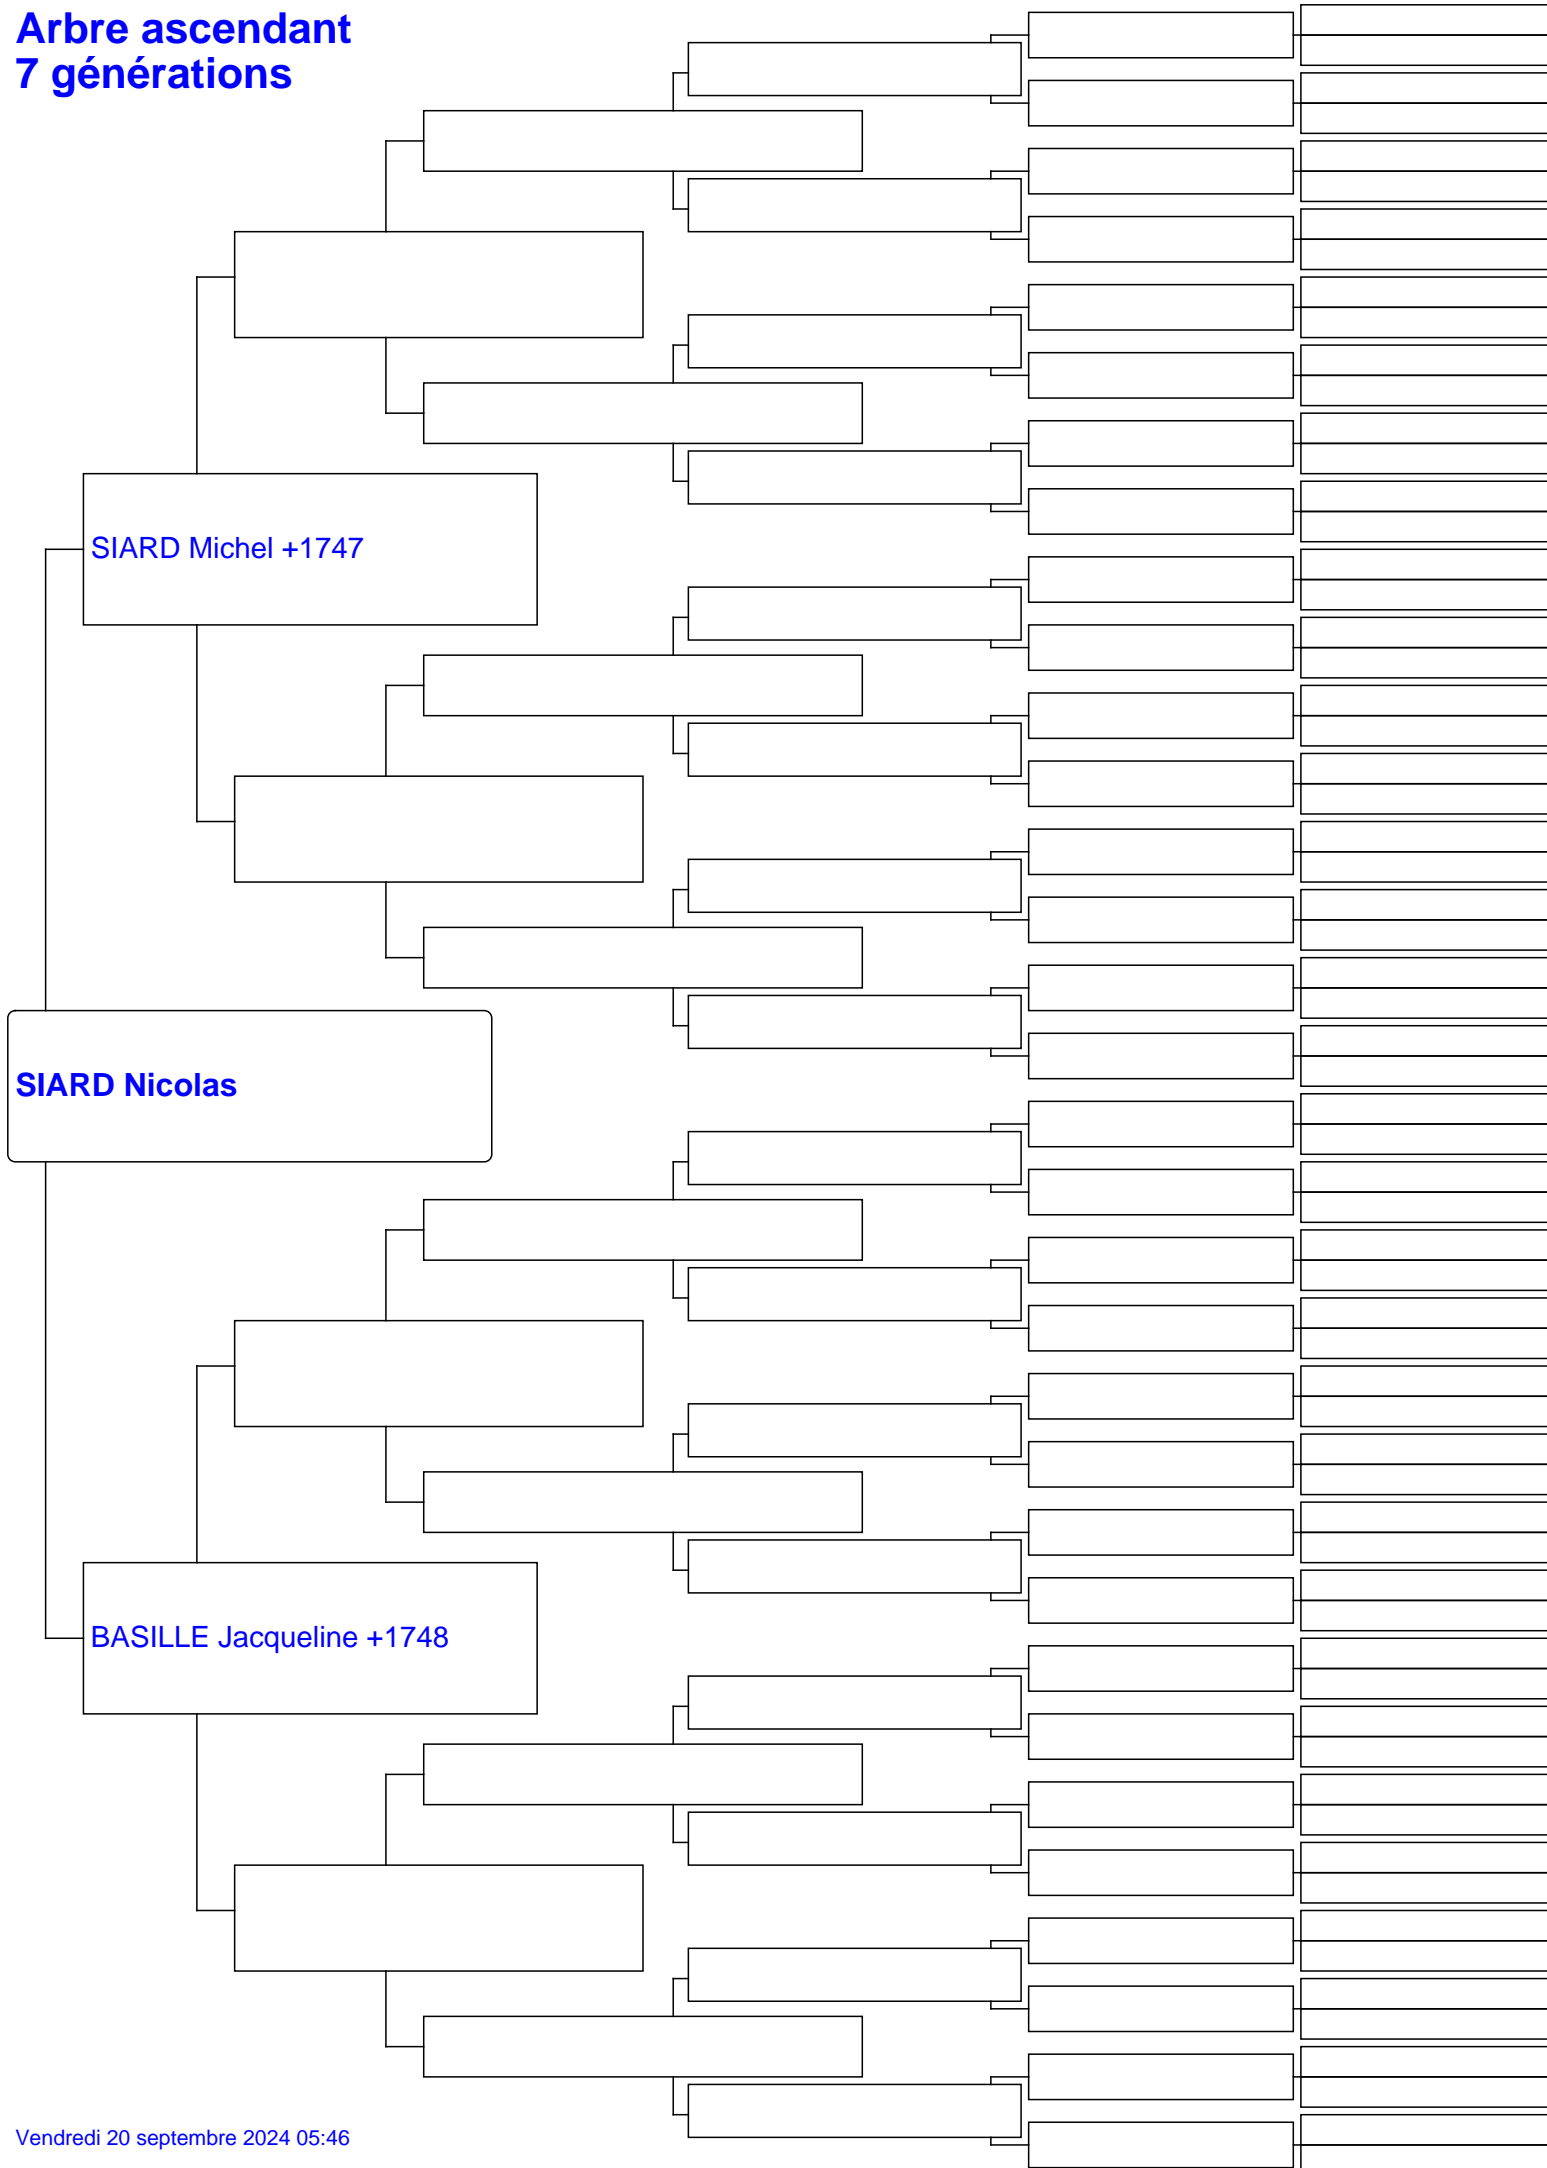 Arbre ascendant
7 générations
SIARD Michel +1747
SIARD Nicolas
BASILLE Jacqueline +1748
Vendredi 20 septembre 2024 05:46